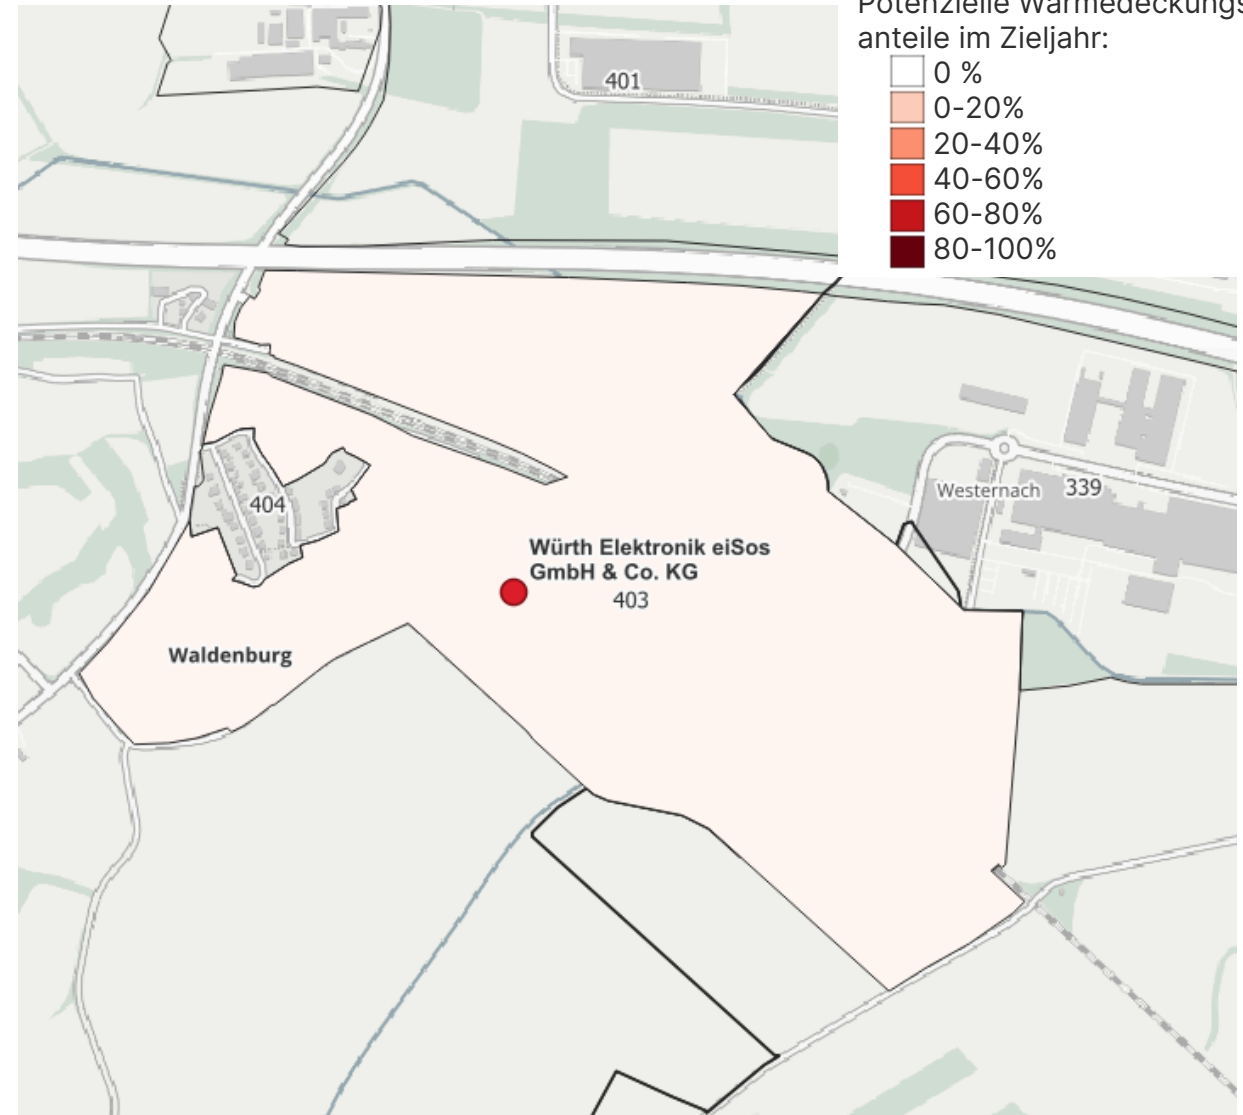 Potenzielle Wärmedeckungs
anteile im Zieljahr:
0 %
0-20%
20-40%
40-60%
60-80%
80-100%
401
404
Westernach
339
Würth Elektronik eiSos
GmbH & Co. KG
403
Waldenburg